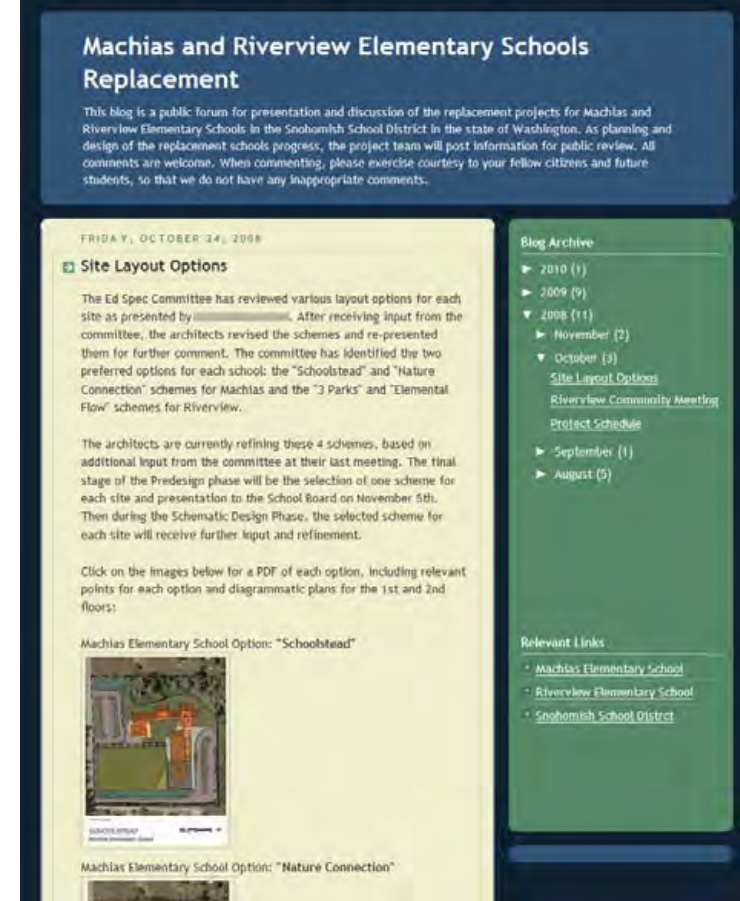 Machias and Riverview Elementary Schools
Replacement
This blog is a public forum for presentation and discussion of the replacement projects for Machias and
Riverview Elementary Schools in the Snohomish School District in the state of Washington. As planning and
design of the replacement schools progress, the project team will post information for public review. All
comments are welcome. When commenting, please exercise courtesy to your fellow citizens and future
students, so that we do not have any inappropriate comments.
FRIDAY, OCTOBER 24, 2008
Site Layout Options
The Ed Spec Committee has reviewed various layout options for each
site as presented by . After receiving input from the
committee, the architects revised the schemes and re-presented
them for further comment. The committee has identified the two
preferred options for each school: the "Schoolstead" and "Nature
Connection" schemes for Machias and the "3 Parks" and "Elemental
Flow" schemes for Riverview.
The architects are currently refining these 4 schemes, based on
additional input from the committee at their last meeting. The final
stage of the Predesign phase will be the selection of one scheme for
each site and presentation to the School Board on November 5th.
Then during the Schematic Design Phase, the selected scheme for
each site will receive further input and refinement.
Click on the images below for a PDF of each option, including relevant
points for each option and diagrammatic plans for the 1st and 2nd
floors:
Machias Elementary School Option: "Schoolstead"
SCHOOLSTEAD
Machias Elementary School Option: "Nature Connection"
Blog Archive
► 2010 (1)
► 2009 (9)
▼ 2008 (11)
► November (2)
▼ October (3)
Site Layout Options
Riverview Community Meeting
Project Schedule
► September (1)
► August (5)
Relevant Links
Machias Elementary School
Riverview Elementary School
Snohomish School Distrct